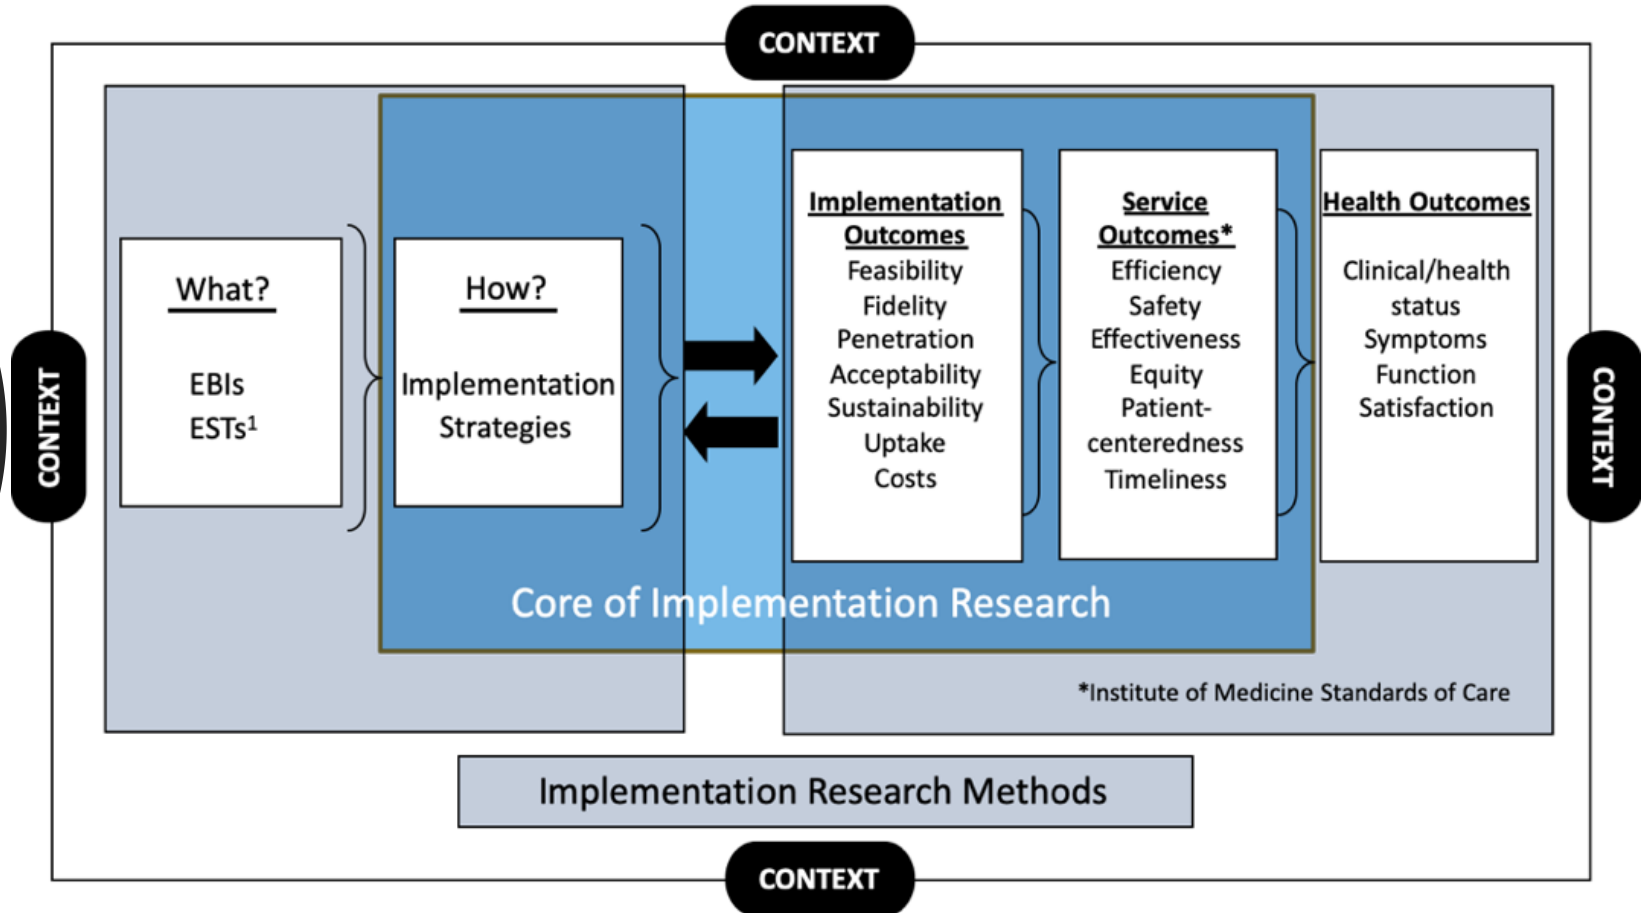 CONTEXT
CONTEXT
What?
EBIs
ESTs¹
How?
Implementation
Strategies
Implementation
Outcomes
Feasibility
Fidelity
Penetration
Acceptability
Sustainability
Uptake
Costs
Service
Outcomes*
Efficiency
Safety
Effectiveness
Equity
Patient-
centeredness
Timeliness
Health Outcomes
Clinical/health
status
Symptoms
Function
Satisfaction
CONTEXT
Core of Implementation Research
*Institute of Medicine Standards of Care
Implementation Research Methods
CONTEXT